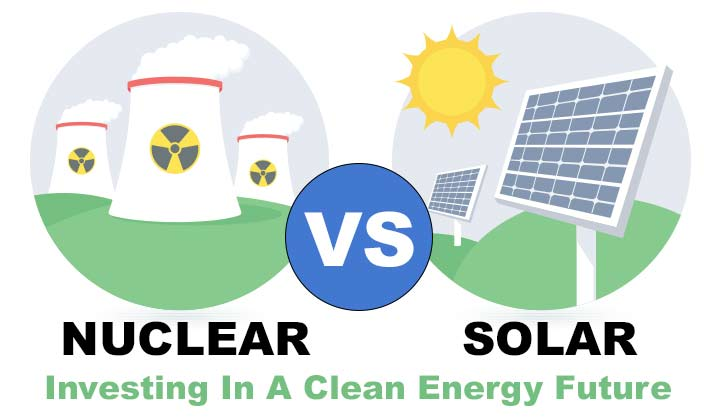 VS
NUCLEAR SOLAR
Investing In A Clean Energy Future